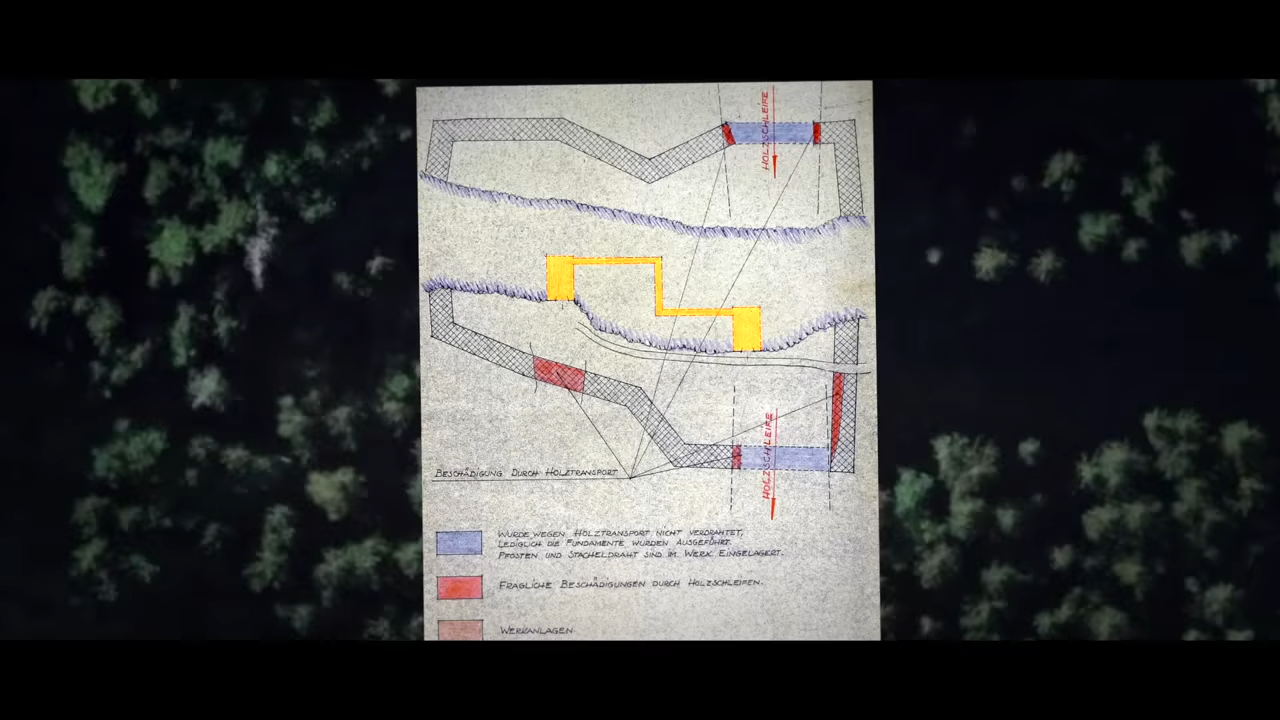 HOLZSCHLEIFE
HOLZSCHLEIFE
BESCHÄDIGUNG DURCH HOLZTRANSPORT
WURDE WEGEN HOLZTRANSPORT NICHT VERDRAHTET,
LEDIGLICH DIE FUNDAMENTE WURDEN AUSGEFÜHRT.
PFOSTEN UND STACHELDRAHT SIND IM WERK EINGELAGERT.
FRAGLICHE BESCHÄDIGUNGEN DURCH HOLZSCHLEIFEN.
WERKANLAGEN